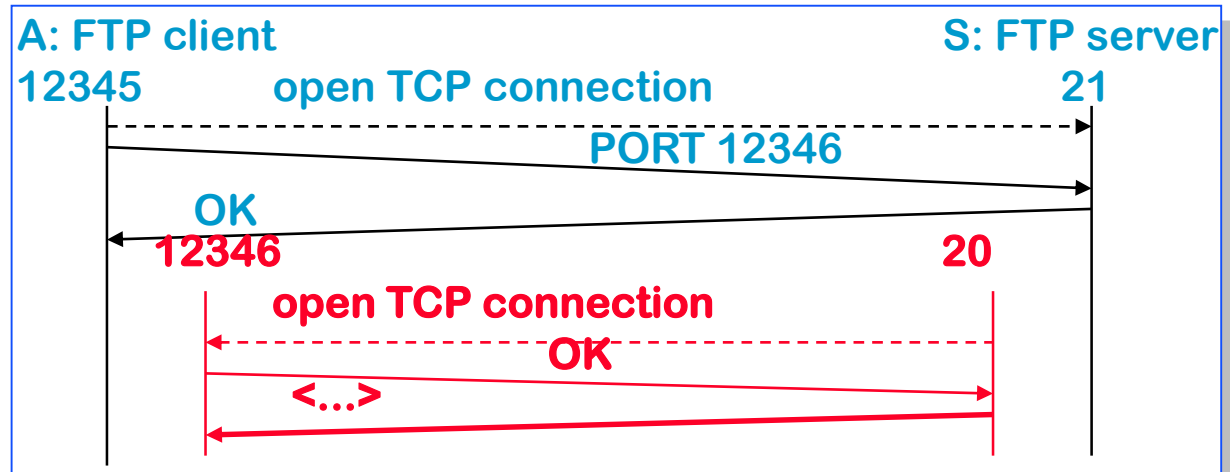 A: FTP client S: FTP server
12345 open TCP connection 21
PORT 12346
OK
12346 20
open TCP connection
OK
<...>